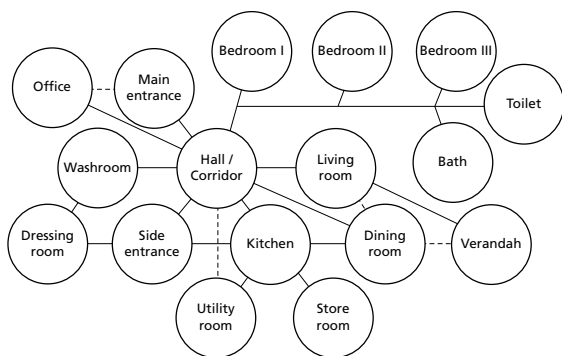 Bedroom I
Bedroom II
Bedroom III
Office
Main
entrance
Toilet
Washroom
Hall /
Corridor
Living
room
Bath
Dressing
room
Side
entrance
Kitchen
Dining
room
Verandah
Utility
room
Store
room